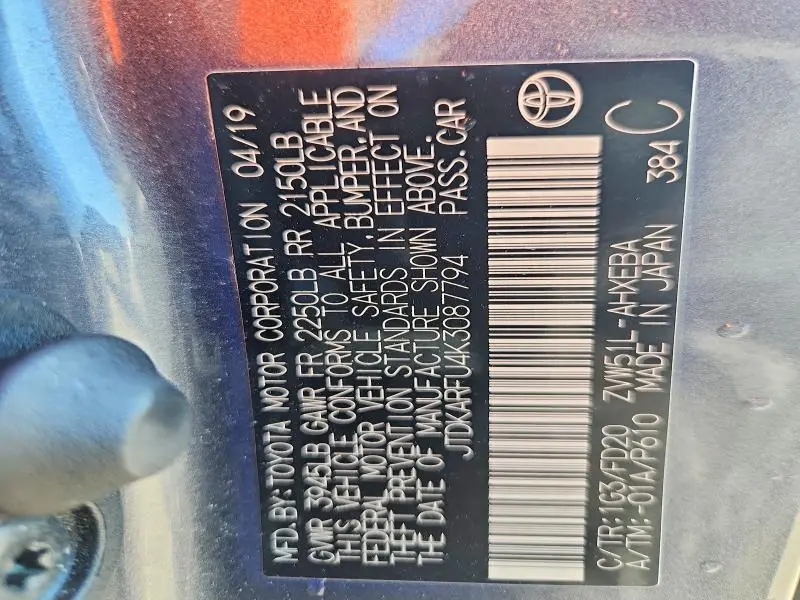 MFD.BY:TOYOTA MOTOR CORPORATION 04/19
GWR 3945LB GAWR FR 2250LB RR 2150LB
THIS VEHICLE CONFORMS TO ALL APPLICABLE
FEDERAL MOTOR VEHICLE SAFETY,BUMPER,AND
THEFT PREVENTION STANDARDS IN EFFECT ON
THE DATE OF MANUFACTURE SHOWN ABOVE.
JTDKARFU4K3087794 PASS.CAR
C/TR:1G3/FD20 ZVW51L-AHXEBA 384 C
A/TM:-01A/P610 MADE IN JAPAN